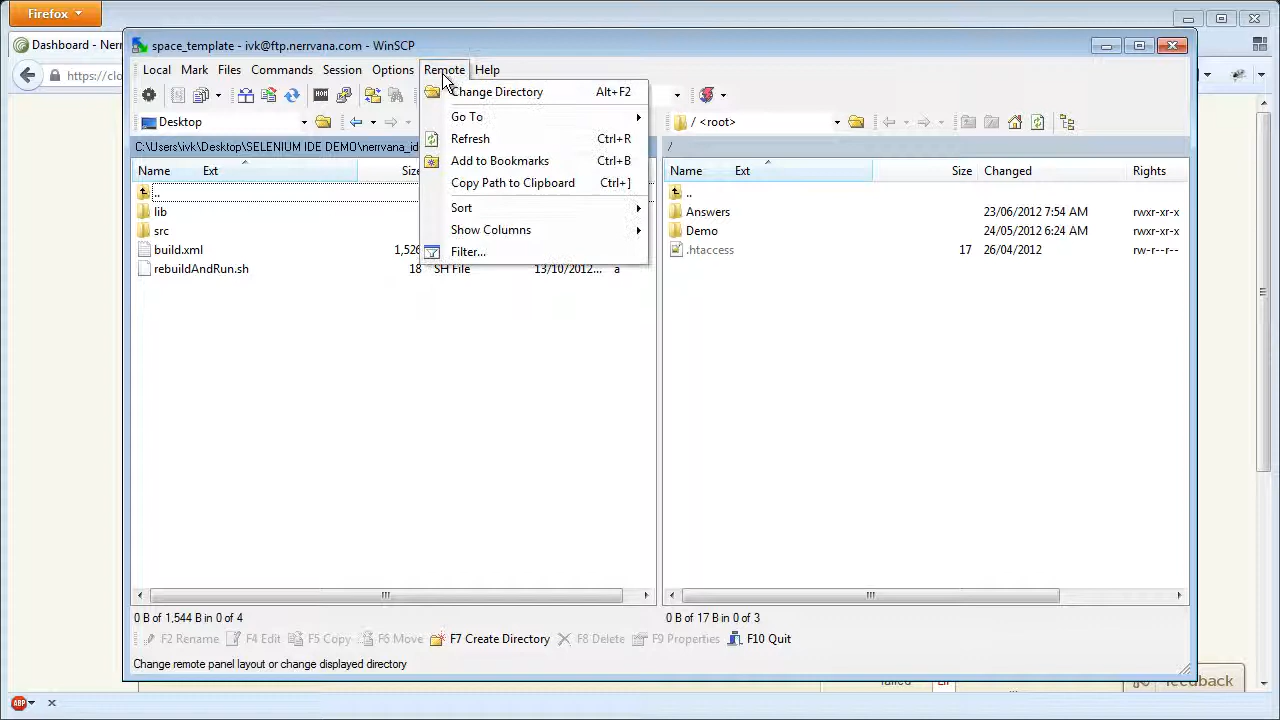 Firefox
Dashboard - Nerr
https://clo
space_template - ivk@ftp.nerrvana.com - WinSCP
Local Mark Files Commands Session Options Remote Help
Change Directory Alt+F2
Go To
Refresh Ctrl+R
Add to Bookmarks Ctrl+B
Copy Path to Clipboard Ctrl+]
Sort
Show Columns
Filter...
Desktop
/ <root>
C:\Users\ivk\Desktop\SELENIUM IDE DEMO\nerrvana_id
/
Name Ext Size
..
lib
src
build.xml 1,526
rebuildAndRun.sh 18 SH File 13/10/2012... a
Name Ext Size Changed Rights
..
Answers 23/06/2012 7:54 AM rwxr-xr-x
Demo 24/05/2012 6:24 AM rwxr-xr-x
.htaccess 17 26/04/2012 rw-r--r--
0 B of 1,544 B in 0 of 4
0 B of 17 B in 0 of 3
F2 Rename F4 Edit F5 Copy F6 Move F7 Create Directory F8 Delete F9 Properties F10 Quit
Change remote panel layout or change displayed directory
feedback
ABP